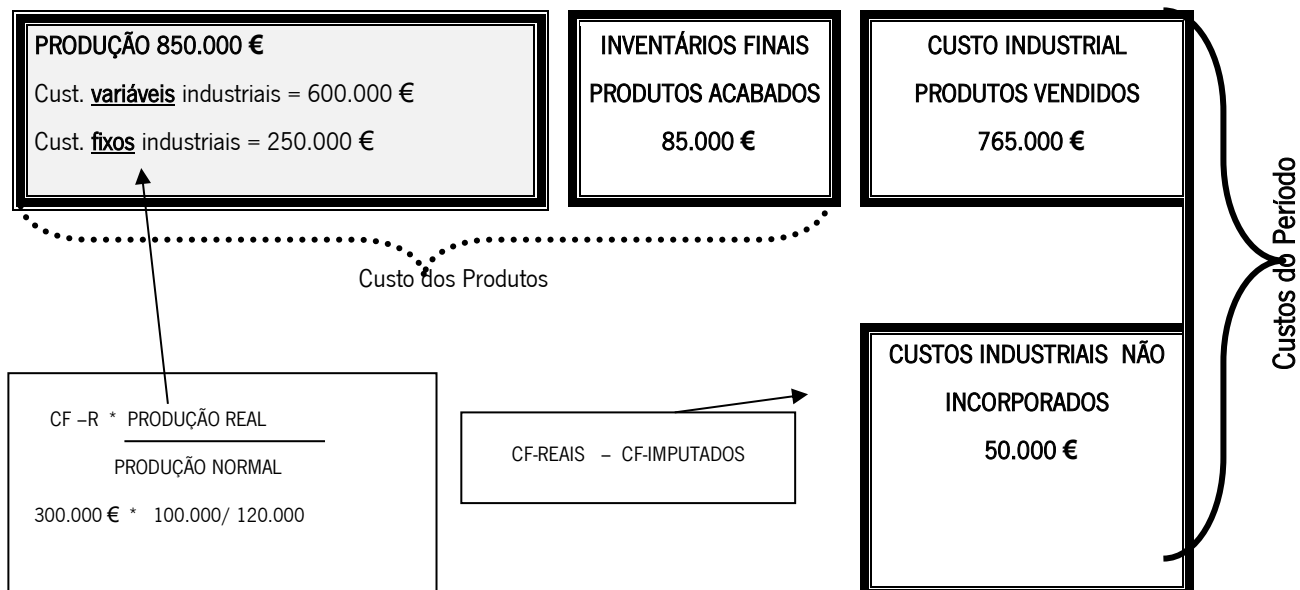 PRODUÇÃO 850.000 €
Cust. variáveis industriais = 600.000 €
Cust. fixos industriais = 250.000 €
INVENTÁRIOS FINAIS
PRODUTOS ACABADOS
85.000 €
CUSTO INDUSTRIAL
PRODUTOS VENDIDOS
765.000 €
Custos do Período
Custo dos Produtos
CUSTOS INDUSTRIAIS NÃO
INCORPORADOS
50.000 €
CF –R * PRODUÇÃO REAL
PRODUÇÃO NORMAL
300.000 € * 100.000/ 120.000
CF-REAIS – CF-IMPUTADOS